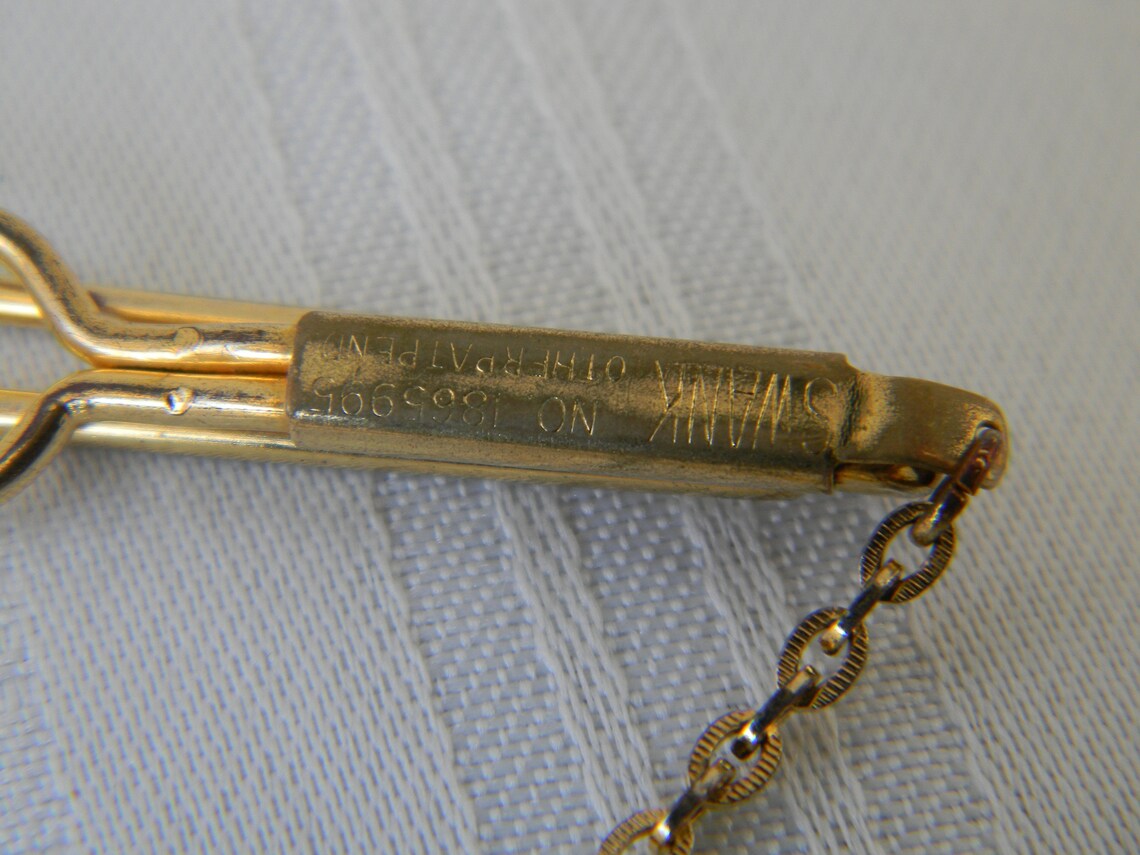 SWANK
NO 1865995
OTHER PAT PEND